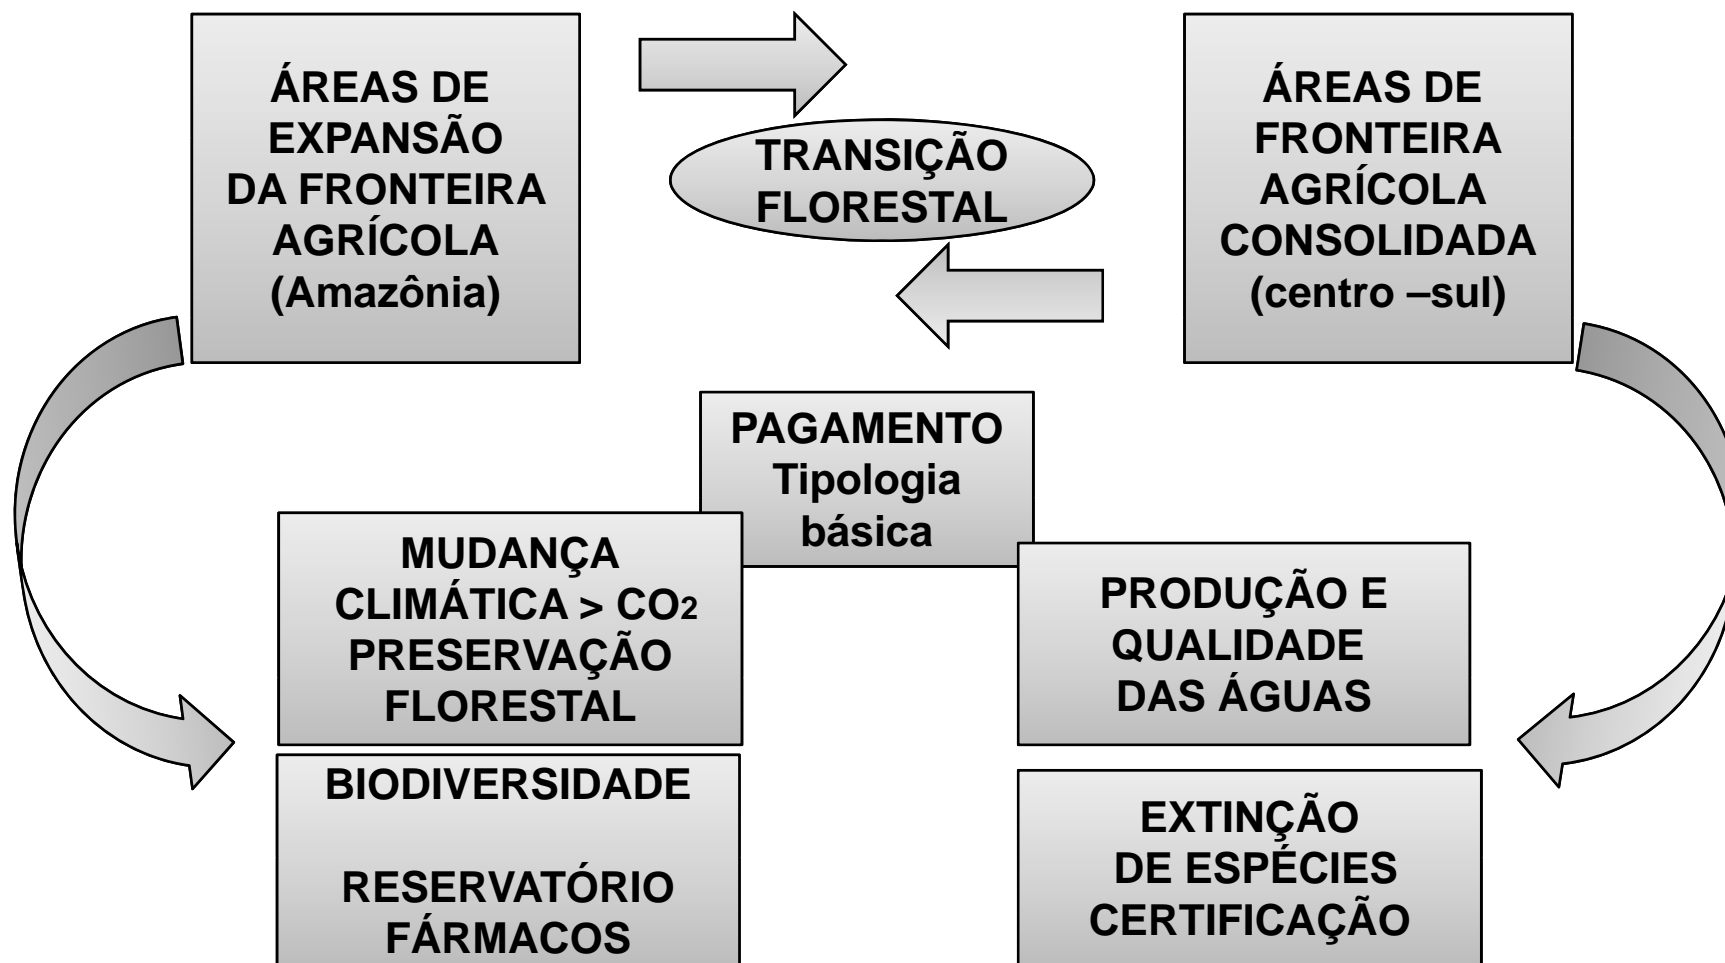 ÁREAS DE
EXPANSÃO
DA FRONTEIRA
AGRÍCOLA
(Amazônia)
TRANSIÇÃO
FLORESTAL
ÁREAS DE
FRONTEIRA
AGRÍCOLA
CONSOLIDADA
(centro –sul)
PAGAMENTO
Tipologia
básica
MUDANÇA
CLIMÁTICA > CO2
PRESERVAÇÃO
FLORESTAL
PRODUÇÃO E
QUALIDADE
DAS ÁGUAS
BIODIVERSIDADE
RESERVATÓRIO
FÁRMACOS
EXTINÇÃO
DE ESPÉCIES
CERTIFICAÇÃO